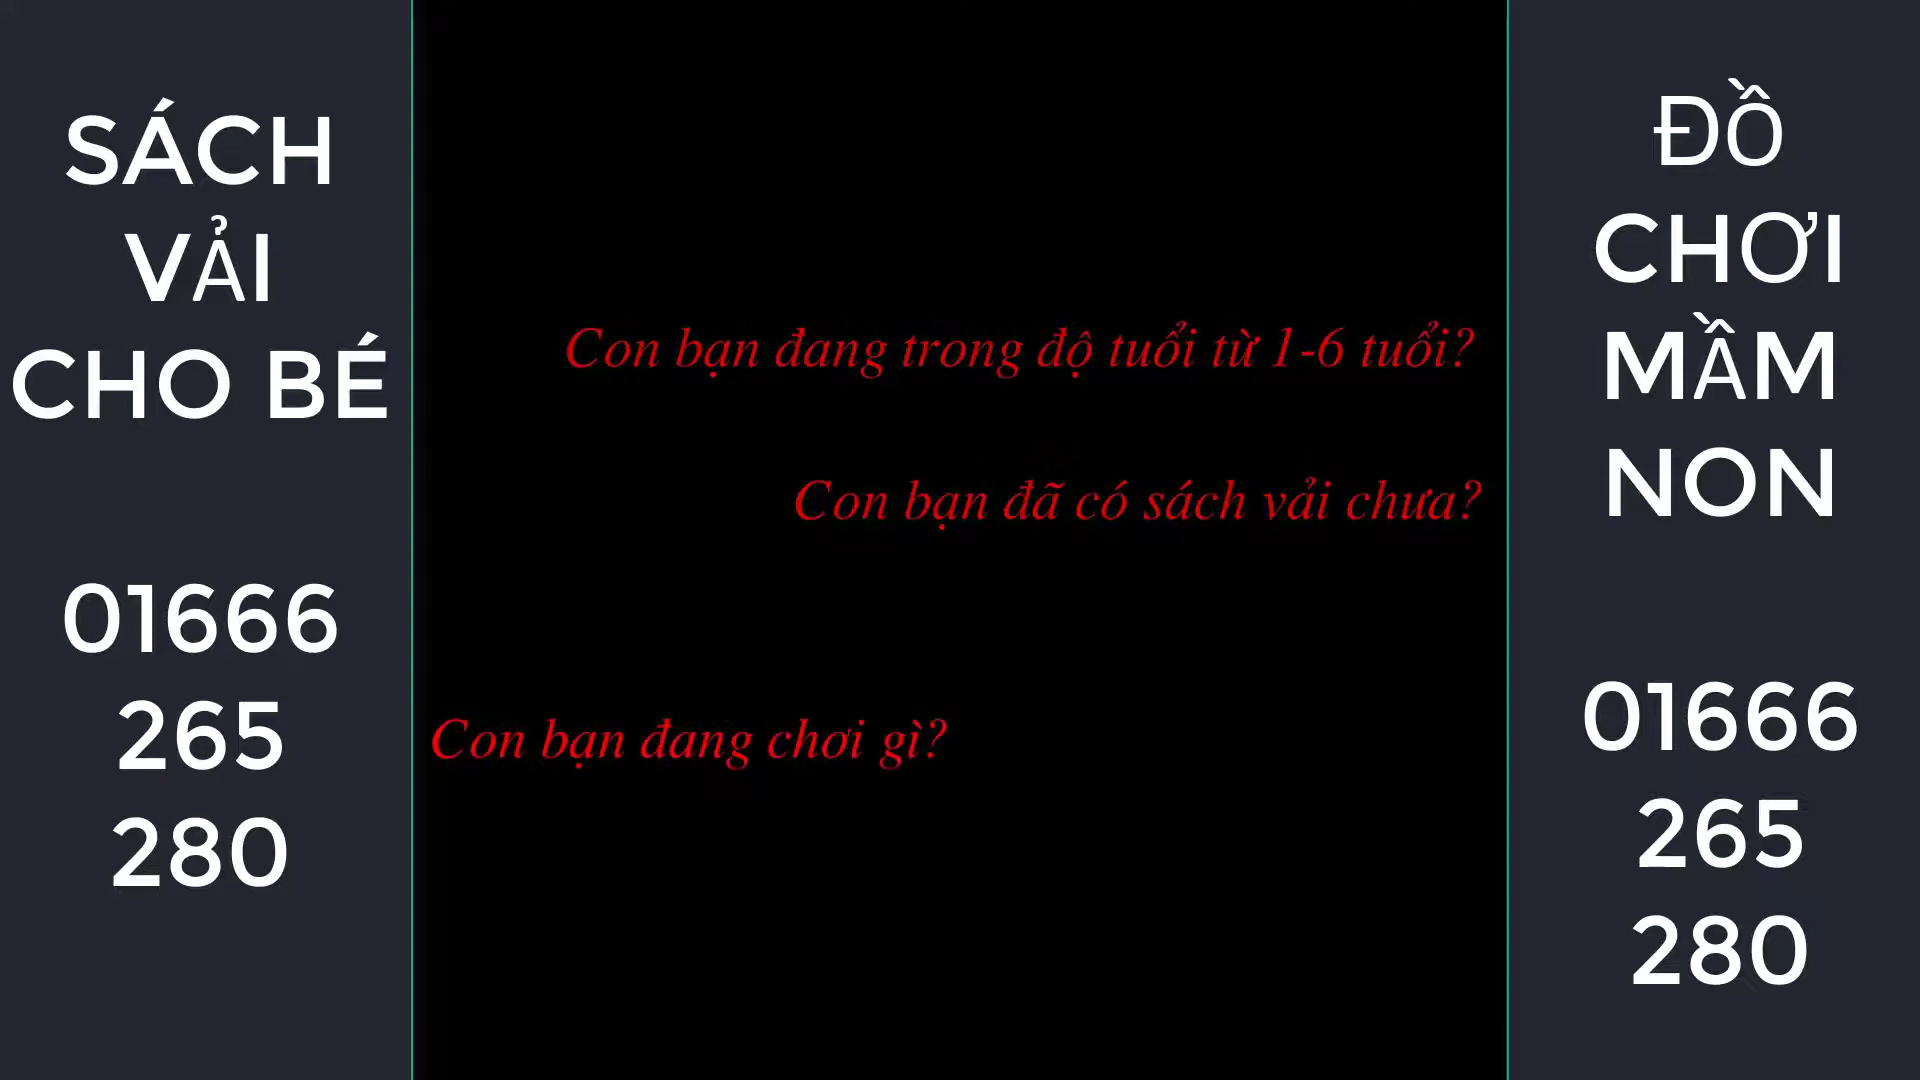 SÁCH
VẢI
CHO BÉ
01666
265
280
Con bạn đang trong độ tuổi từ 1-6 tuổi?
Con bạn đã có sách vải chưa?
Con bạn đang chơi gì?
ĐỒ
CHƠI
MẦM
NON
01666
265
280